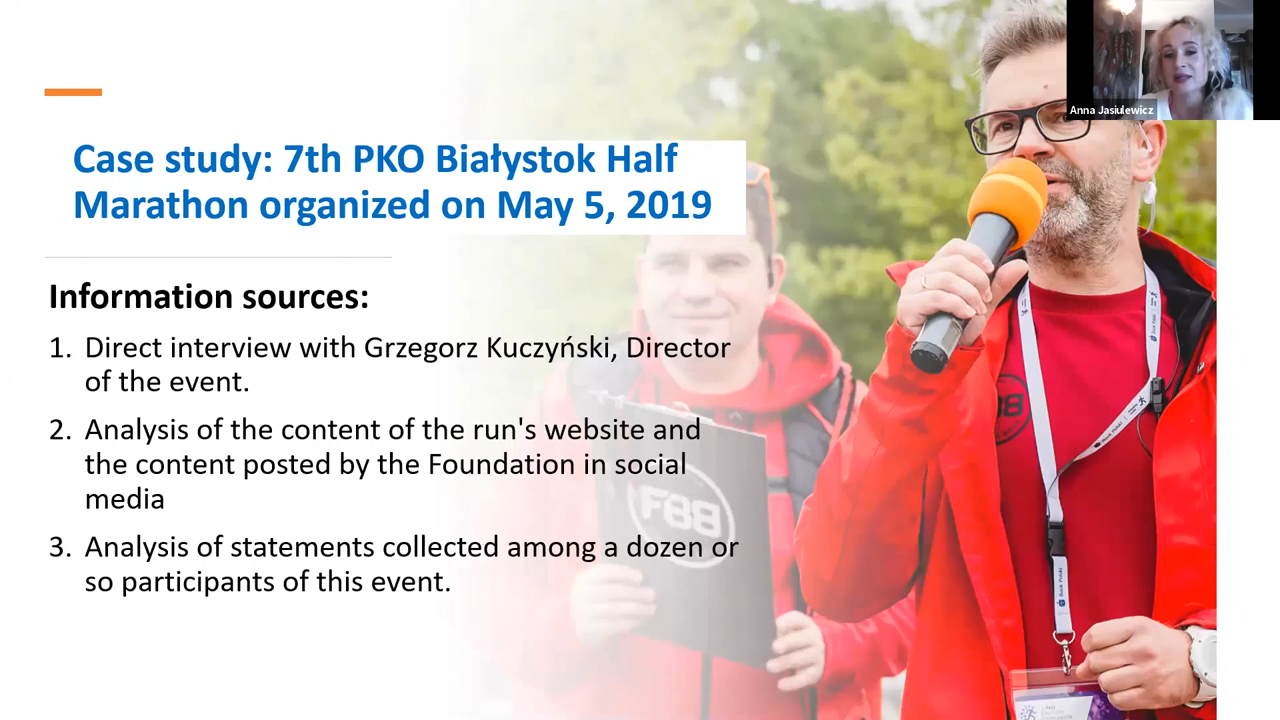 Anna Jasiulewicz
Case study: 7th PKO Białystok Half
Marathon organized on May 5, 2019
Information sources:
1. Direct interview with Grzegorz Kuczyński, Director
of the event.
2. Analysis of the content of the run's website and
the content posted by the Foundation in social
media
3. Analysis of statements collected among a dozen or
so participants of this event.
F88
Bank Polski